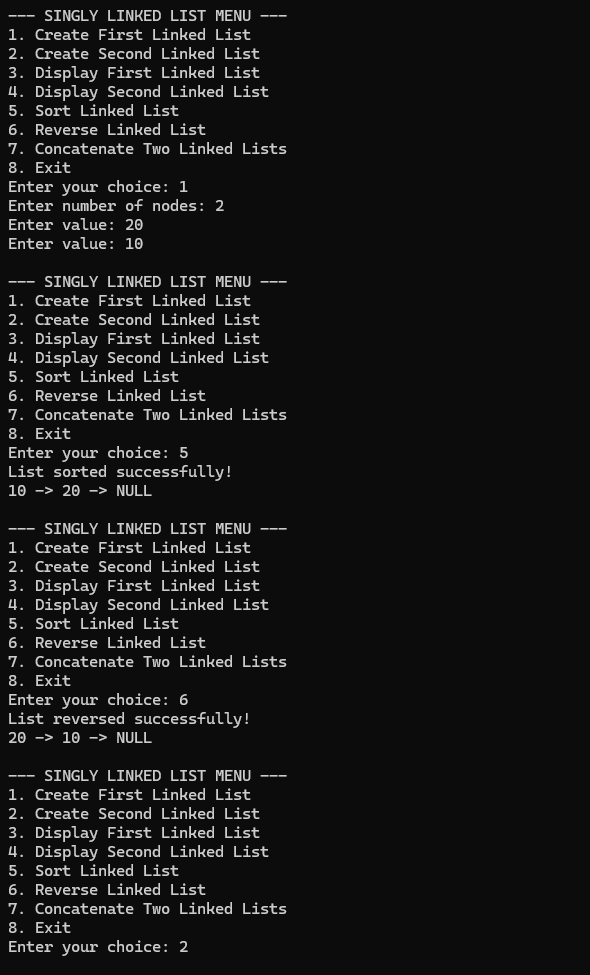 --- SINGLY LINKED LIST MENU ---
1. Create First Linked List
2. Create Second Linked List
3. Display First Linked List
4. Display Second Linked List
5. Sort Linked List
6. Reverse Linked List
7. Concatenate Two Linked Lists
8. Exit
Enter your choice: 1
Enter number of nodes: 2
Enter value: 20
Enter value: 10

--- SINGLY LINKED LIST MENU ---
1. Create First Linked List
2. Create Second Linked List
3. Display First Linked List
4. Display Second Linked List
5. Sort Linked List
6. Reverse Linked List
7. Concatenate Two Linked Lists
8. Exit
Enter your choice: 5
List sorted successfully!
10 -> 20 -> NULL

--- SINGLY LINKED LIST MENU ---
1. Create First Linked List
2. Create Second Linked List
3. Display First Linked List
4. Display Second Linked List
5. Sort Linked List
6. Reverse Linked List
7. Concatenate Two Linked Lists
8. Exit
Enter your choice: 6
List reversed successfully!
20 -> 10 -> NULL

--- SINGLY LINKED LIST MENU ---
1. Create First Linked List
2. Create Second Linked List
3. Display First Linked List
4. Display Second Linked List
5. Sort Linked List
6. Reverse Linked List
7. Concatenate Two Linked Lists
8. Exit
Enter your choice: 2